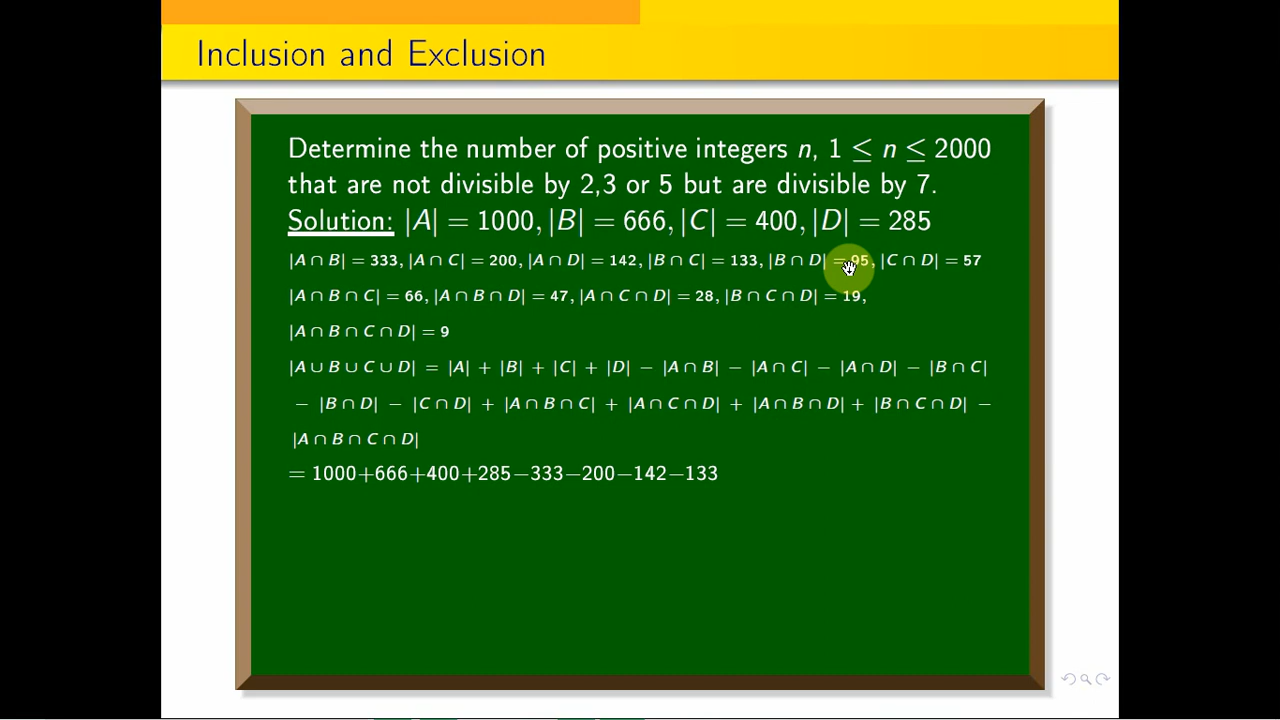 Inclusion and Exclusion
Determine the number of positive integers n, 1 ≤ n ≤ 2000
that are not divisible by 2,3 or 5 but are divisible by 7.
Solution: |A| = 1000, |B| = 666, |C| = 400, |D| = 285
|A ∩ B| = 333, |A ∩ C| = 200, |A ∩ D| = 142, |B ∩ C| = 133, |B ∩ D| = 95, |C ∩ D| = 57
|A ∩ B ∩ C| = 66, |A ∩ B ∩ D| = 47, |A ∩ C ∩ D| = 28, |B ∩ C ∩ D| = 19,
|A ∩ B ∩ C ∩ D| = 9
|A ∪ B ∪ C ∪ D| = |A| + |B| + |C| + |D| − |A ∩ B| − |A ∩ C| − |A ∩ D| − |B ∩ C|
− |B ∩ D| − |C ∩ D| + |A ∩ B ∩ C| + |A ∩ C ∩ D| + |A ∩ B ∩ D| + |B ∩ C ∩ D| −
|A ∩ B ∩ C ∩ D|
= 1000+666+400+285−333−200−142−133